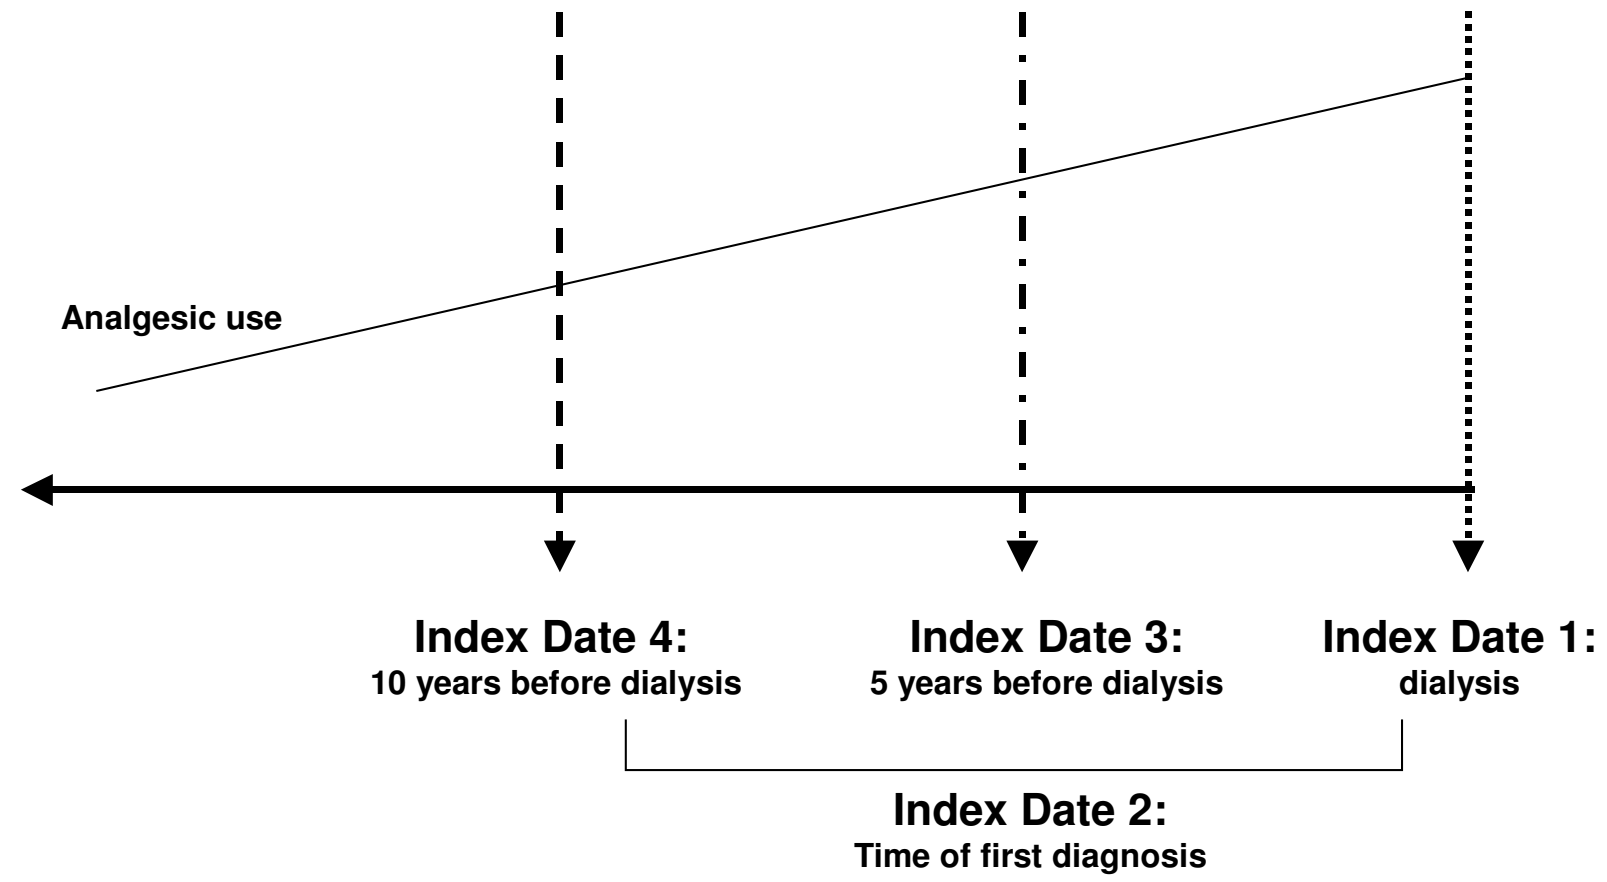 Analgesic use
Index Date 4:
10 years before dialysis
Index Date 3:
5 years before dialysis
Index Date 1:
dialysis
Index Date 2:
Time of first diagnosis